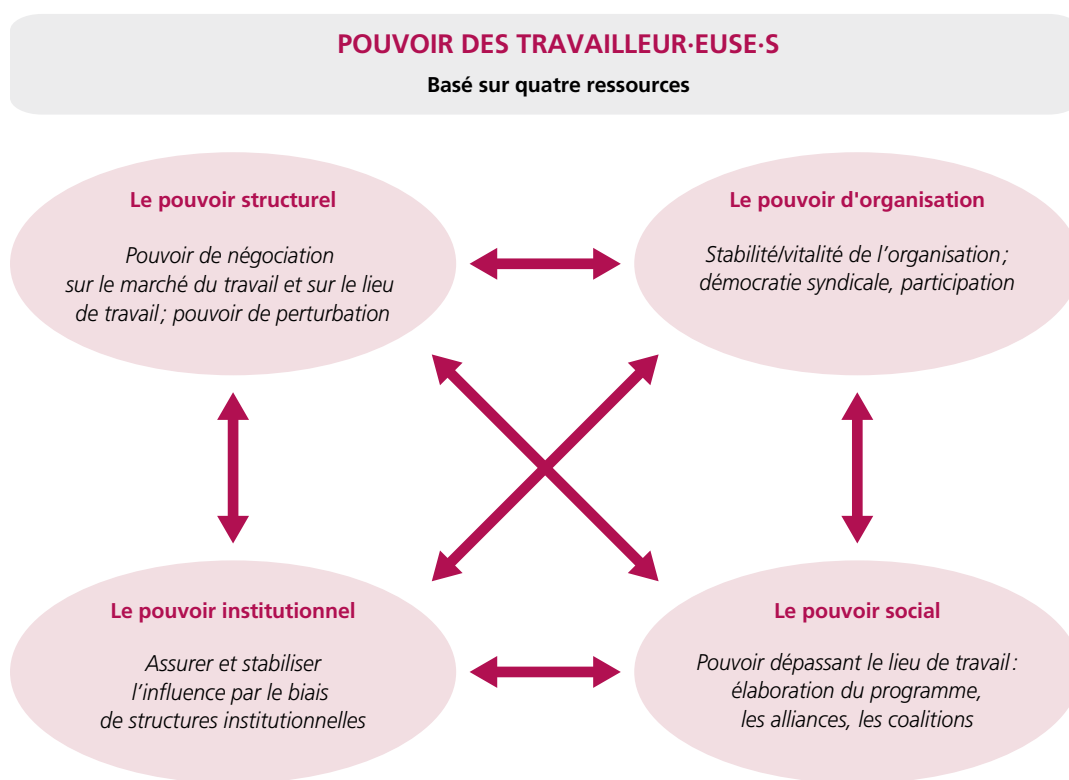 POUVOIR DES TRAVAILLEUR·EUSE·S
Basé sur quatre ressources
Le pouvoir structurel
Pouvoir de négociation
sur le marché du travail et sur le lieu
de travail ; pouvoir de perturbation
Le pouvoir d'organisation
Stabilité/vitalité de l’organisation ;
démocratie syndicale, participation
Le pouvoir institutionnel
Assurer et stabiliser
l’influence par le biais
de structures institutionnelles
Le pouvoir social
Pouvoir dépassant le lieu de travail :
élaboration du programme,
les alliances, les coalitions